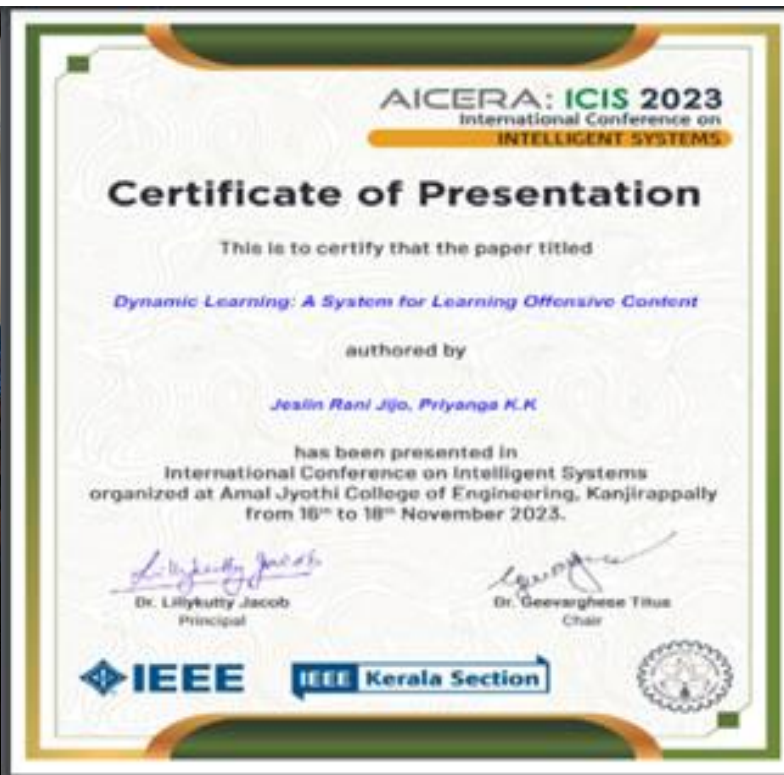 AICERA: ICIS 2023
International Conference on
INTELLIGENT SYSTEMS
Certificate of Presentation
This is to certify that the paper titled
Dynamic Learning: A System for Learning Offensive Content
authored by
Jeslin Rani Jijo, Priyanga K.K
has been presented in
International Conference on Intelligent Systems
organized at Amal Jyothi College of Engineering, Kanjirappally
from 16th to 18th November 2023.
Lillykutty Jacob
Dr. Lillykutty Jacob
Dr. Geevarghese Titus
Principal
Chair
IEEE
IEEE Kerala Section